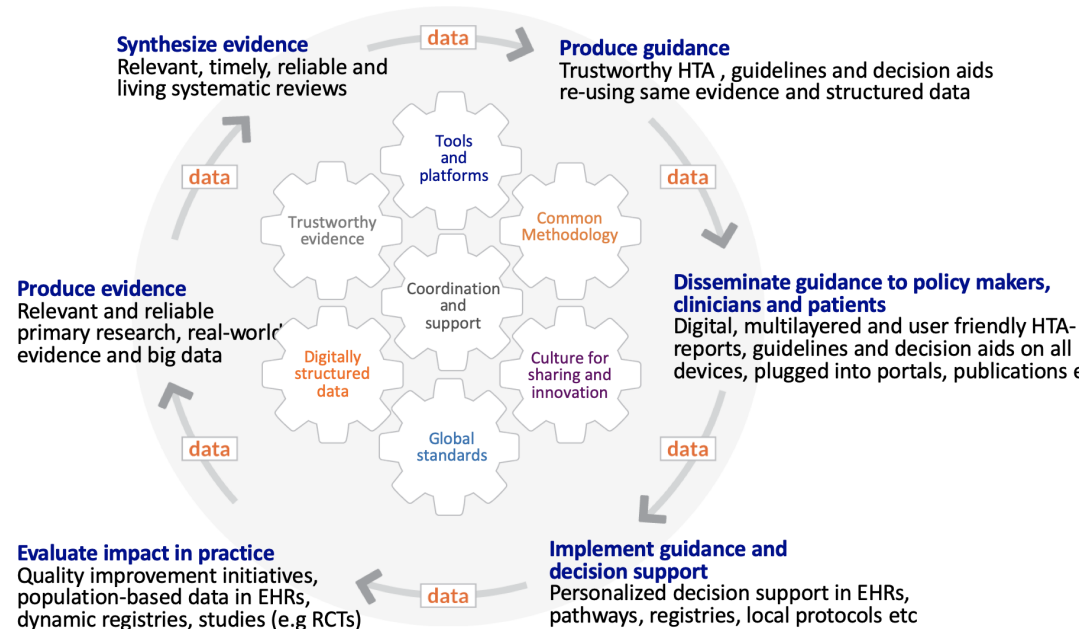 data
Synthesize evidence
Relevant, timely, reliable and
living systematic reviews
Produce guidance
Trustworthy HTA , guidelines and decision aids
re-using same evidence and structured data
data
data
Tools
and
platforms
Trustworthy
evidence
Common
Methodology
Coordination
and
support
Digitally
structured
data
Culture for
sharing and
innovation
Global
standards
Produce evidence
Relevant and reliable
primary research, real-world
evidence and big data
Disseminate guidance to policy makers,
clinicians and patients
Digital, multilayered and user friendly HTA-
reports, guidelines and decision aids on all
devices, plugged into portals, publications
data
data
Evaluate impact in practice
Quality improvement initiatives,
population-based data in EHRs,
dynamic registries, studies (e.g RCTs)
data
Implement guidance and
decision support
Personalized decision support in EHRs,
pathways, registries, local protocols etc